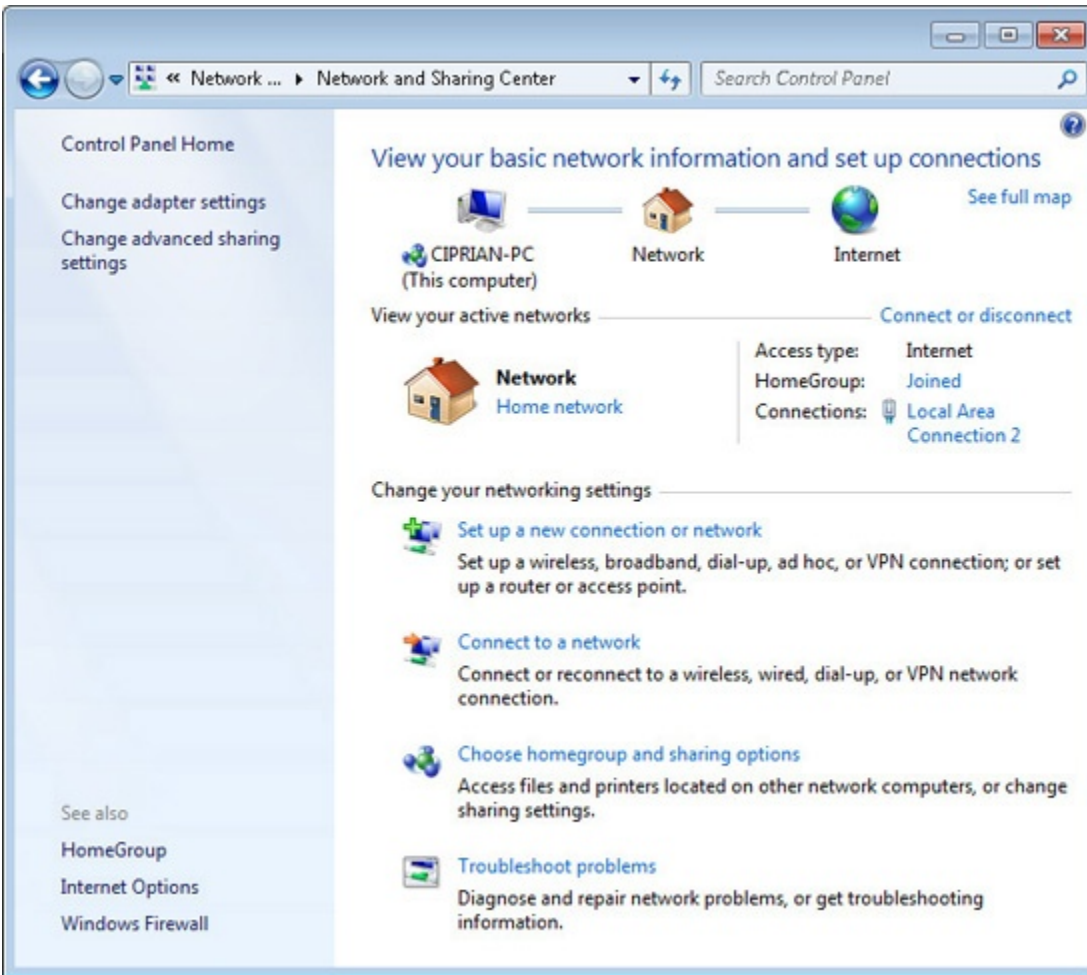 « Network ... ▸ Network and Sharing Center
Search Control Panel
Control Panel Home
Change adapter settings
Change advanced sharing
settings
See also
HomeGroup
Internet Options
Windows Firewall
View your basic network information and set up connections
See full map
CIPRIAN-PC
(This computer)
Network
Internet
View your active networks
Connect or disconnect
Network
Home network
Access type: Internet
HomeGroup: Joined
Connections: Local Area
Connection 2
Change your networking settings
Set up a new connection or network
Set up a wireless, broadband, dial-up, ad hoc, or VPN connection; or set
up a router or access point.
Connect to a network
Connect or reconnect to a wireless, wired, dial-up, or VPN network
connection.
Choose homegroup and sharing options
Access files and printers located on other network computers, or change
sharing settings.
Troubleshoot problems
Diagnose and repair network problems, or get troubleshooting
information.